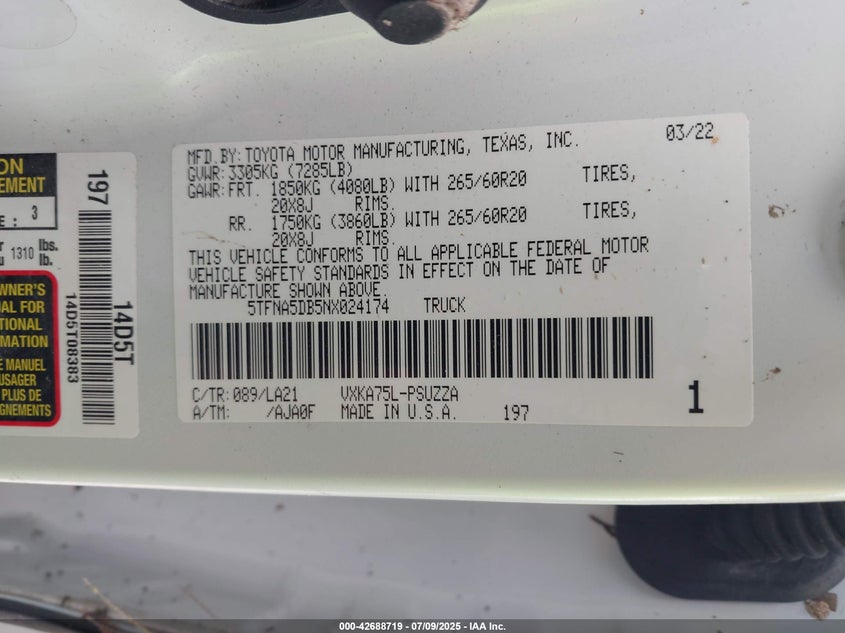 MFD.BY:TOYOTA MOTOR MANUFACTURING, TEXAS, INC. 03/22
GVWR:3305KG (7285LB)
GAWR:FRT. 1850KG (4080LB) WITH 265/60R20 TIRES,
20X8J RIMS.
RR. 1750KG (3860LB) WITH 265/60R20 TIRES,
20X8J RIMS.
THIS VEHICLE CONFORMS TO ALL APPLICABLE FEDERAL MOTOR
VEHICLE SAFETY STANDARDS IN EFFECT ON THE DATE OF
MANUFACTURE SHOWN ABOVE
5TFNA5DB5NX024174 TRUCK
C/TR:089/LA21 VXKA75L-PSUZZA
A/TM: /AJA0F MADE IN U.S.A. 197 1
ON
EMENT
E : 3
1310 lbs.
lb.
WNER'S
UAL FOR
TIONAL
RMATION
E MANUEL
USAGER
PLUS DE
GNEMENTS
197
14D5T
14D5T08383
000-42688719 / 07/09/2025 - IAA Inc.